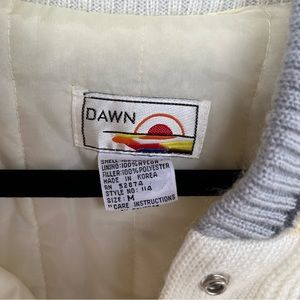 DAWN
LINING:100%NYLON
FILLER:100%POLYESTER
MADE IN KOREA
RN 52874
STYLE NO: 114
SIZE: M
"CARE INSTRUCTIONS